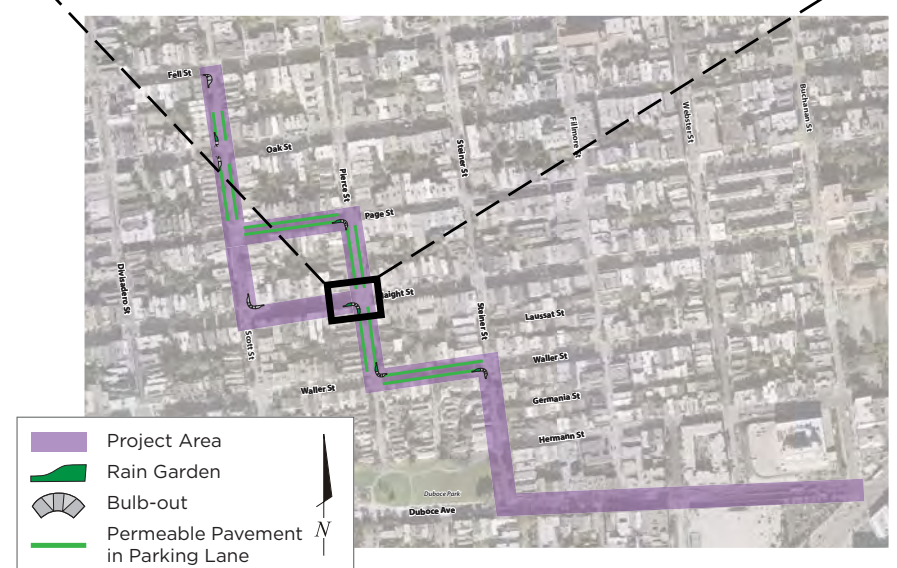 Fell St
Oak St
Pierce St
Steiner St
Fillmore St
Webster St
Buchanan St
Page St
Divisadero St
Haight St
Scott St
Steiner St
Laussat St
Waller St
Waller St
Germania St
Hermann St
Duboce Park
Duboce Ave
Project Area
Rain Garden
Bulb-out
Permeable Pavement
in Parking Lane
N